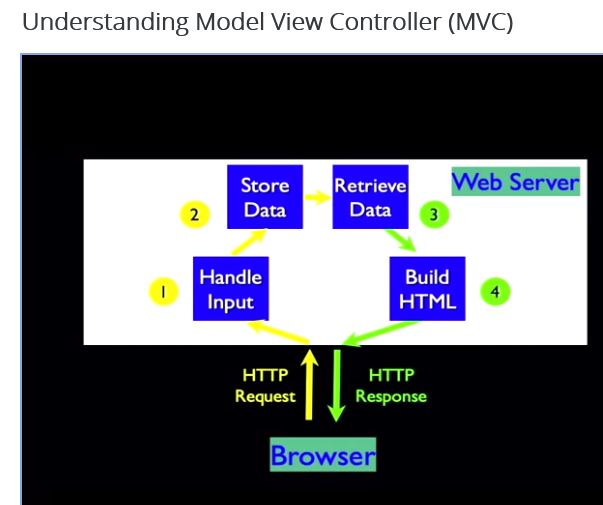 Understanding Model View Controller (MVC)
Web Server
Store
Data
Retrieve
Data
2
3
Handle
Input
Build
HTML
1
4
HTTP
Request
HTTP
Response
Browser